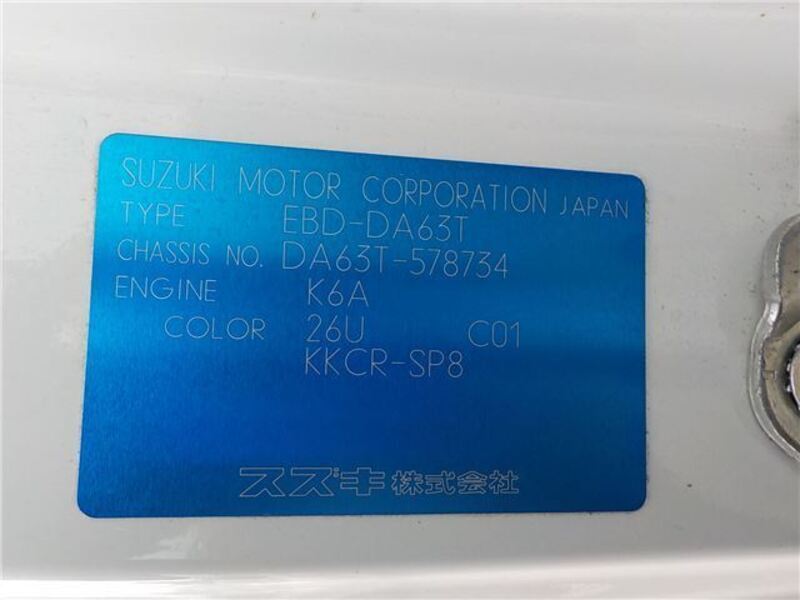 SUZUKI MOTOR CORPORATION JAPAN
TYPE EBD-DA63T
CHASSIS NO. DA63T-578734
ENGINE K6A
COLOR 26U C01
KKCR-SP8
スズキ株式会社